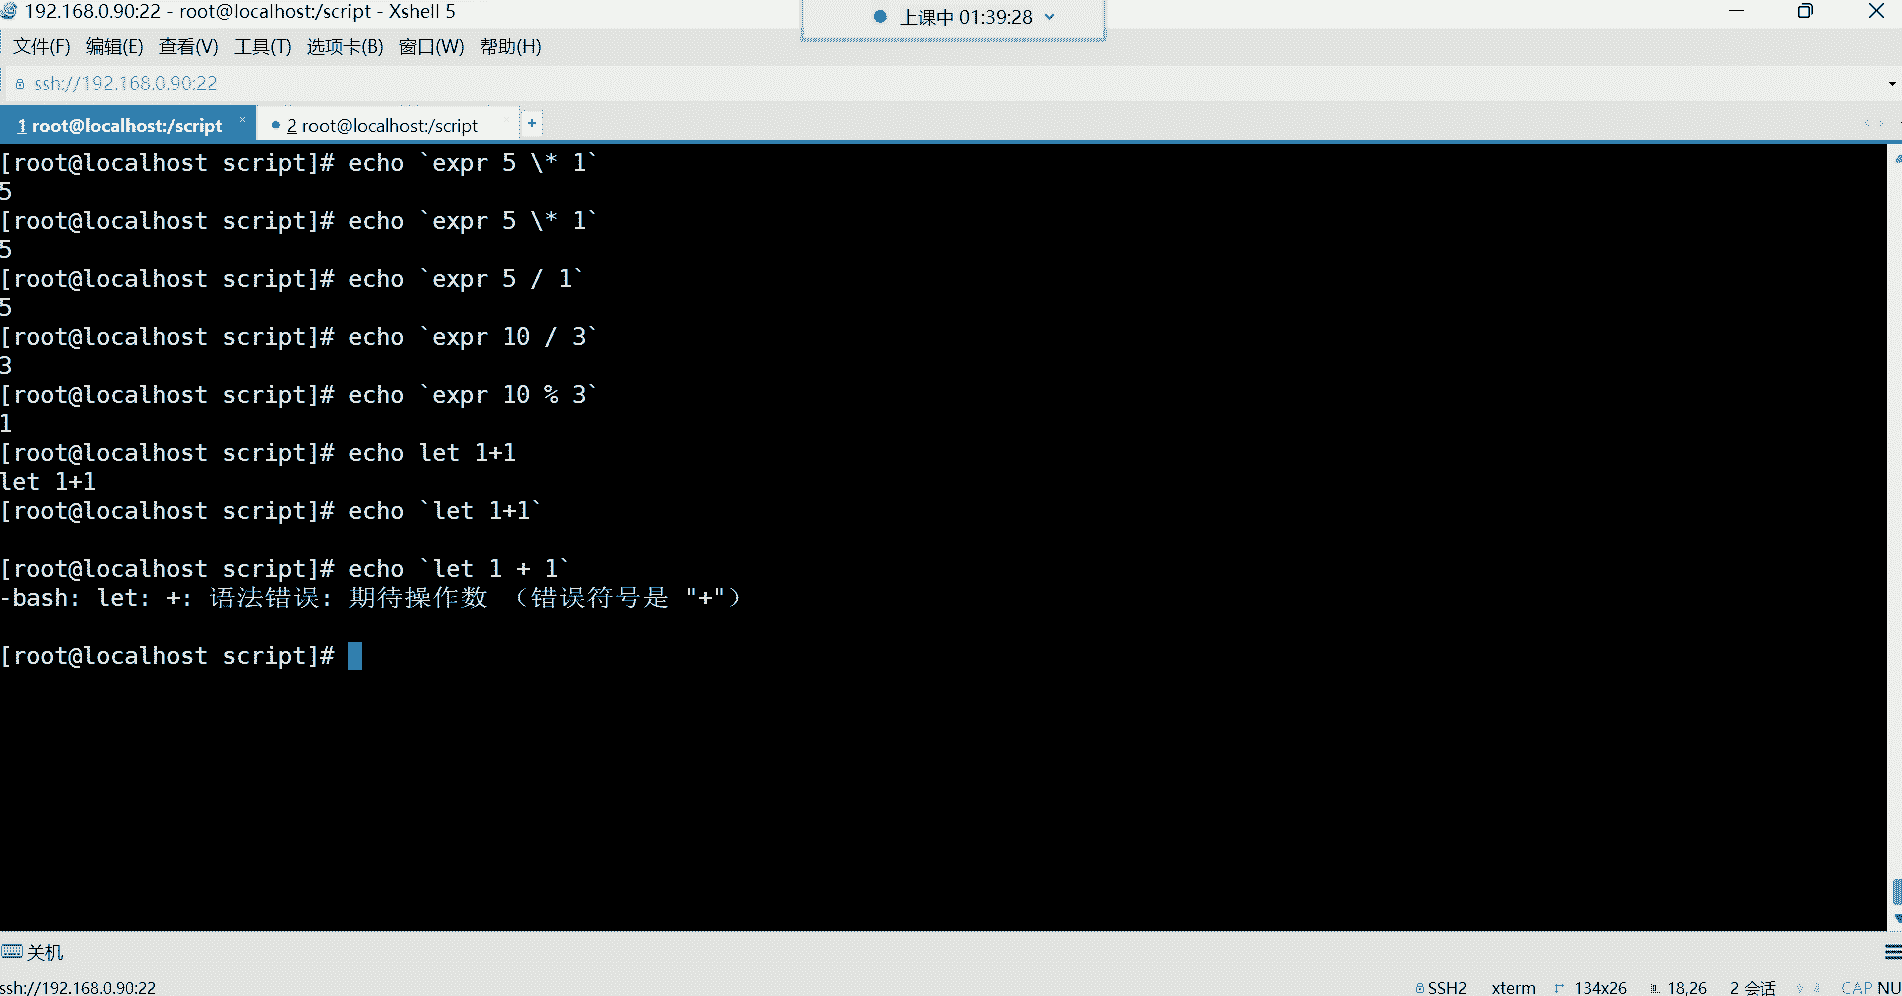 192.168.0.90:22 - root@localhost:/script - Xshell 5
上课中 01:39:28
文件(F) 编辑(E) 查看(V) 工具(T) 选项卡(B) 窗口(W) 帮助(H)
ssh://192.168.0.90:22
1 root@localhost:/script × 2 root@localhost:/script +
[root@localhost script]# echo `expr 5 \* 1`
5
[root@localhost script]# echo `expr 5 \* 1`
5
[root@localhost script]# echo `expr 5 / 1`
5
[root@localhost script]# echo `expr 10 / 3`
3
[root@localhost script]# echo `expr 10 % 3`
1
[root@localhost script]# echo let 1+1
let 1+1
[root@localhost script]# echo `let 1+1`
[root@localhost script]# echo `let 1 + 1`
-bash: let: +: 语法错误: 期待操作数 （错误符号是 "+"）
[root@localhost script]#
关机
ssh://192.168.0.90:22 SSH2 xterm 134x26 18,26 2 会话 CAP NU